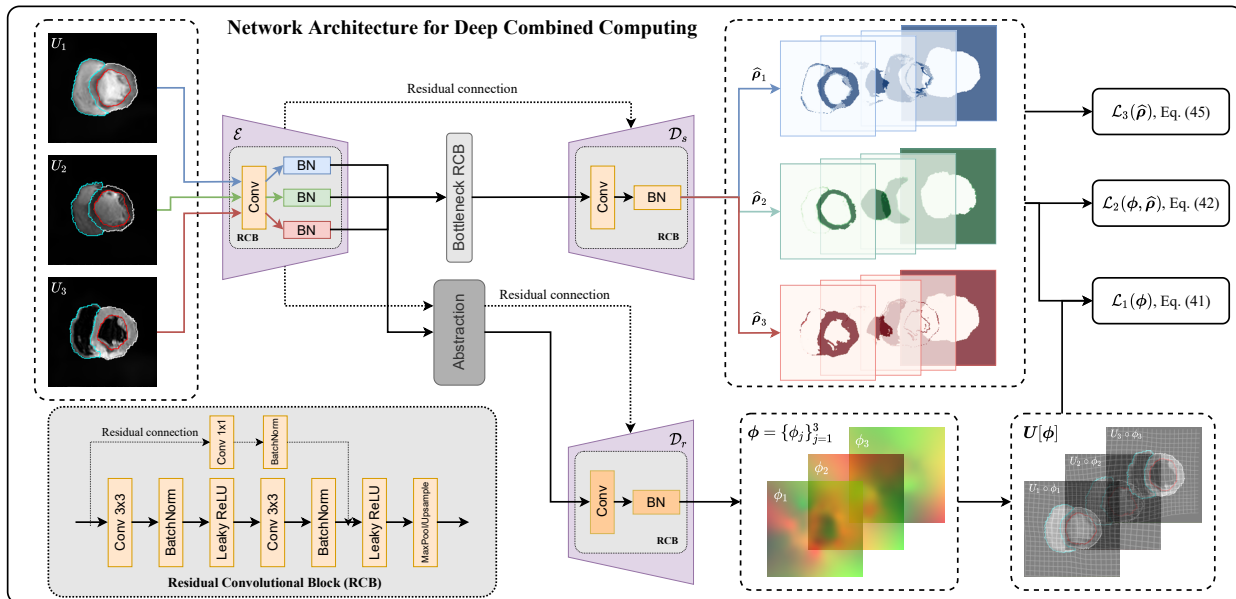 Network Architecture for Deep Combined Computing
U₁
U₂
U₃
ℰ
Conv
BN
BN
BN
RCB
Residual connection
Bottleneck RCB
𝒟ₛ
Conv
BN
RCB
Abstraction
Residual connection
𝒟ᵣ
Conv
BN
RCB
ρ̂₁
ρ̂₂
ρ̂₃
ℒ₃(ρ̂), Eq. (45)
ℒ₂(ϕ, ρ̂), Eq. (42)
ℒ₁(ϕ), Eq. (41)
ϕ = {ϕⱼ}³ⱼ₌₁
ϕ₁
ϕ₂
ϕ₃
U[ϕ]
U₁ ∘ ϕ₁
U₂ ∘ ϕ₂
U₃ ∘ ϕ₃
Residual connection
Conv 1x1
BatchNorm
Conv 3x3
BatchNorm
Leaky ReLU
Conv 3x3
BatchNorm
Leaky ReLU
MaxPool/Upsample
Residual Convolutional Block (RCB)